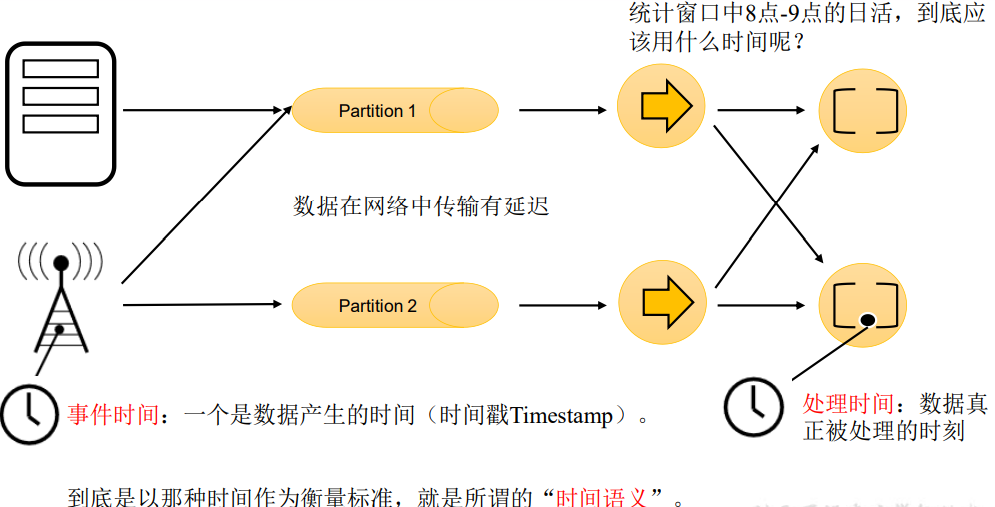 统计窗口中8点-9点的日活，到底应
该用什么时间呢？
Partition 1
数据在网络中传输有延迟
Partition 2
事件时间：一个是数据产生的时间（时间戳Timestamp）。
处理时间：数据真
正被处理的时刻
到底是以那种时间作为衡量标准，就是所谓的“时间语义”。